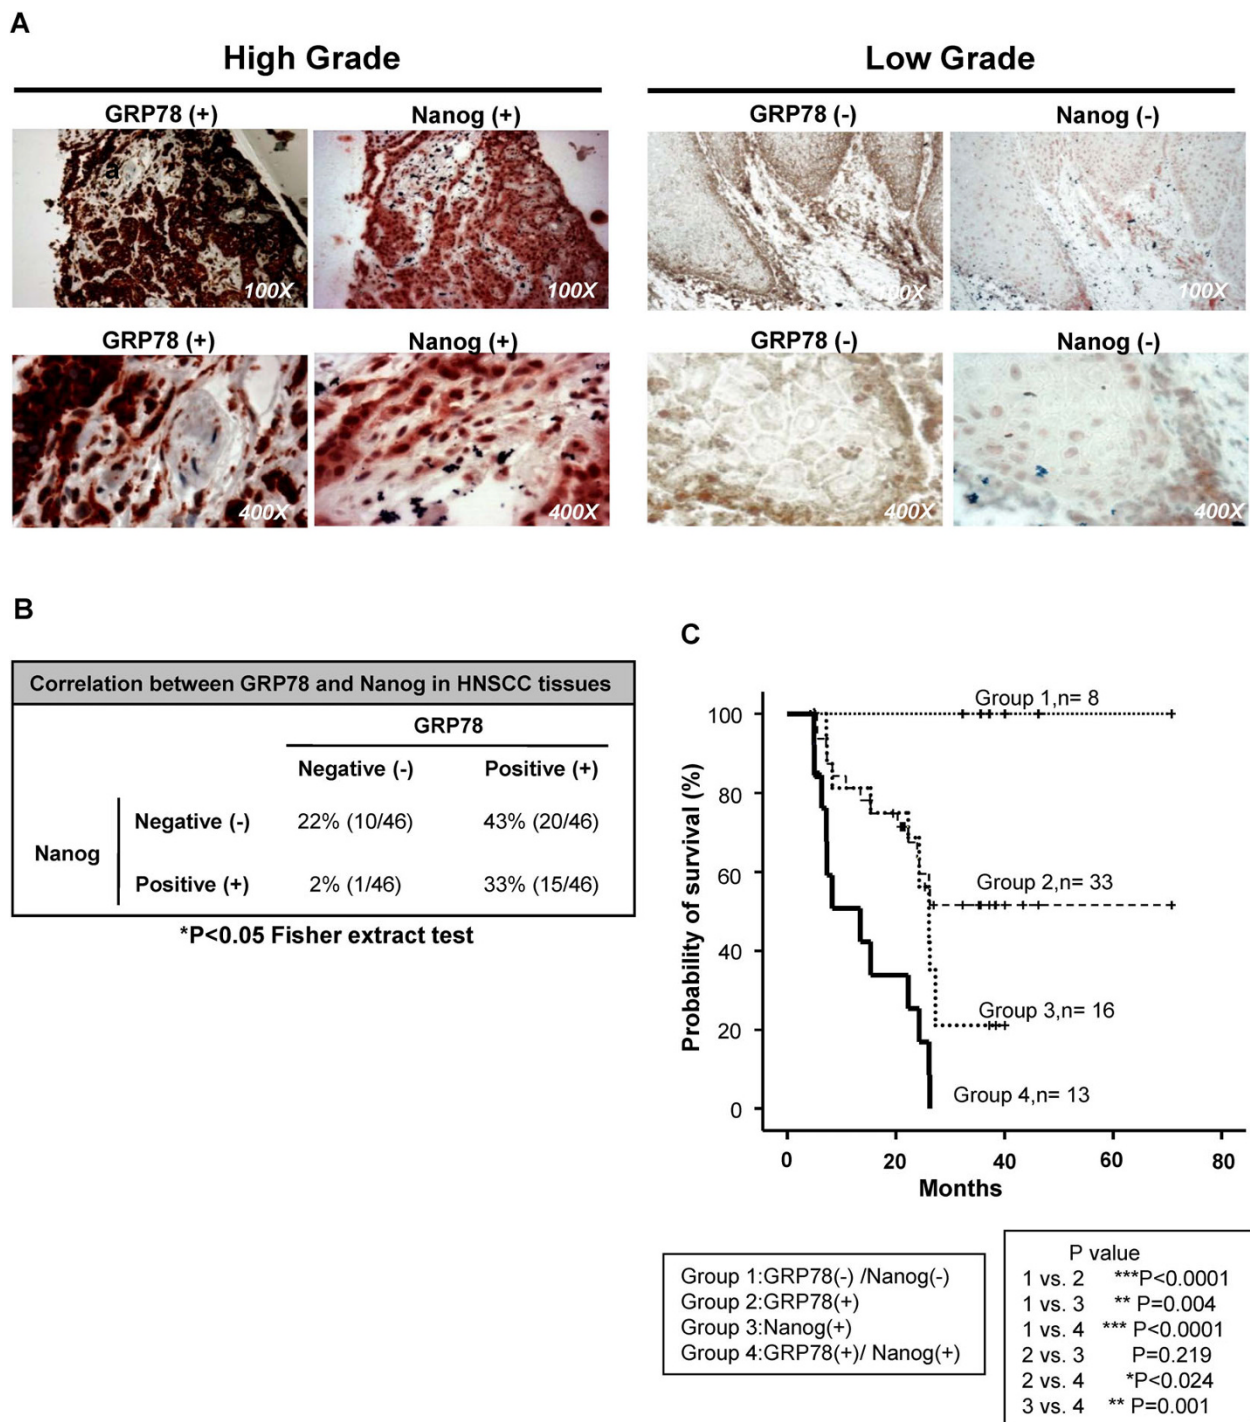 A
High Grade
Low Grade
GRP78 (+)
Nanog (+)
GRP78 (-)
Nanog (-)
a
100X
100X
100X
100X
GRP78 (+)
Nanog (+)
GRP78 (-)
Nanog (-)
400X
400X
400X
400X
B
Correlation between GRP78 and Nanog in HNSCC tissues
GRP78
Negative (-) Positive (+)
Nanog
Negative (-) 22% (10/46) 43% (20/46)
Positive (+) 2% (1/46) 33% (15/46)
*P<0.05 Fisher extract test
C
Probability of survival (%)
100
80
60
40
20
0
Group 1,n= 8
Group 2,n= 33
Group 3,n= 16
Group 4,n= 13
0 20 40 60 80
Months
Group 1:GRP78(-) /Nanog(-)
Group 2:GRP78(+)
Group 3:Nanog(+)
Group 4:GRP78(+)/ Nanog(+)
P value
1 vs. 2 ***P<0.0001
1 vs. 3 ** P=0.004
1 vs. 4 *** P<0.0001
2 vs. 3 P=0.219
2 vs. 4 *P<0.024
3 vs. 4 ** P=0.001